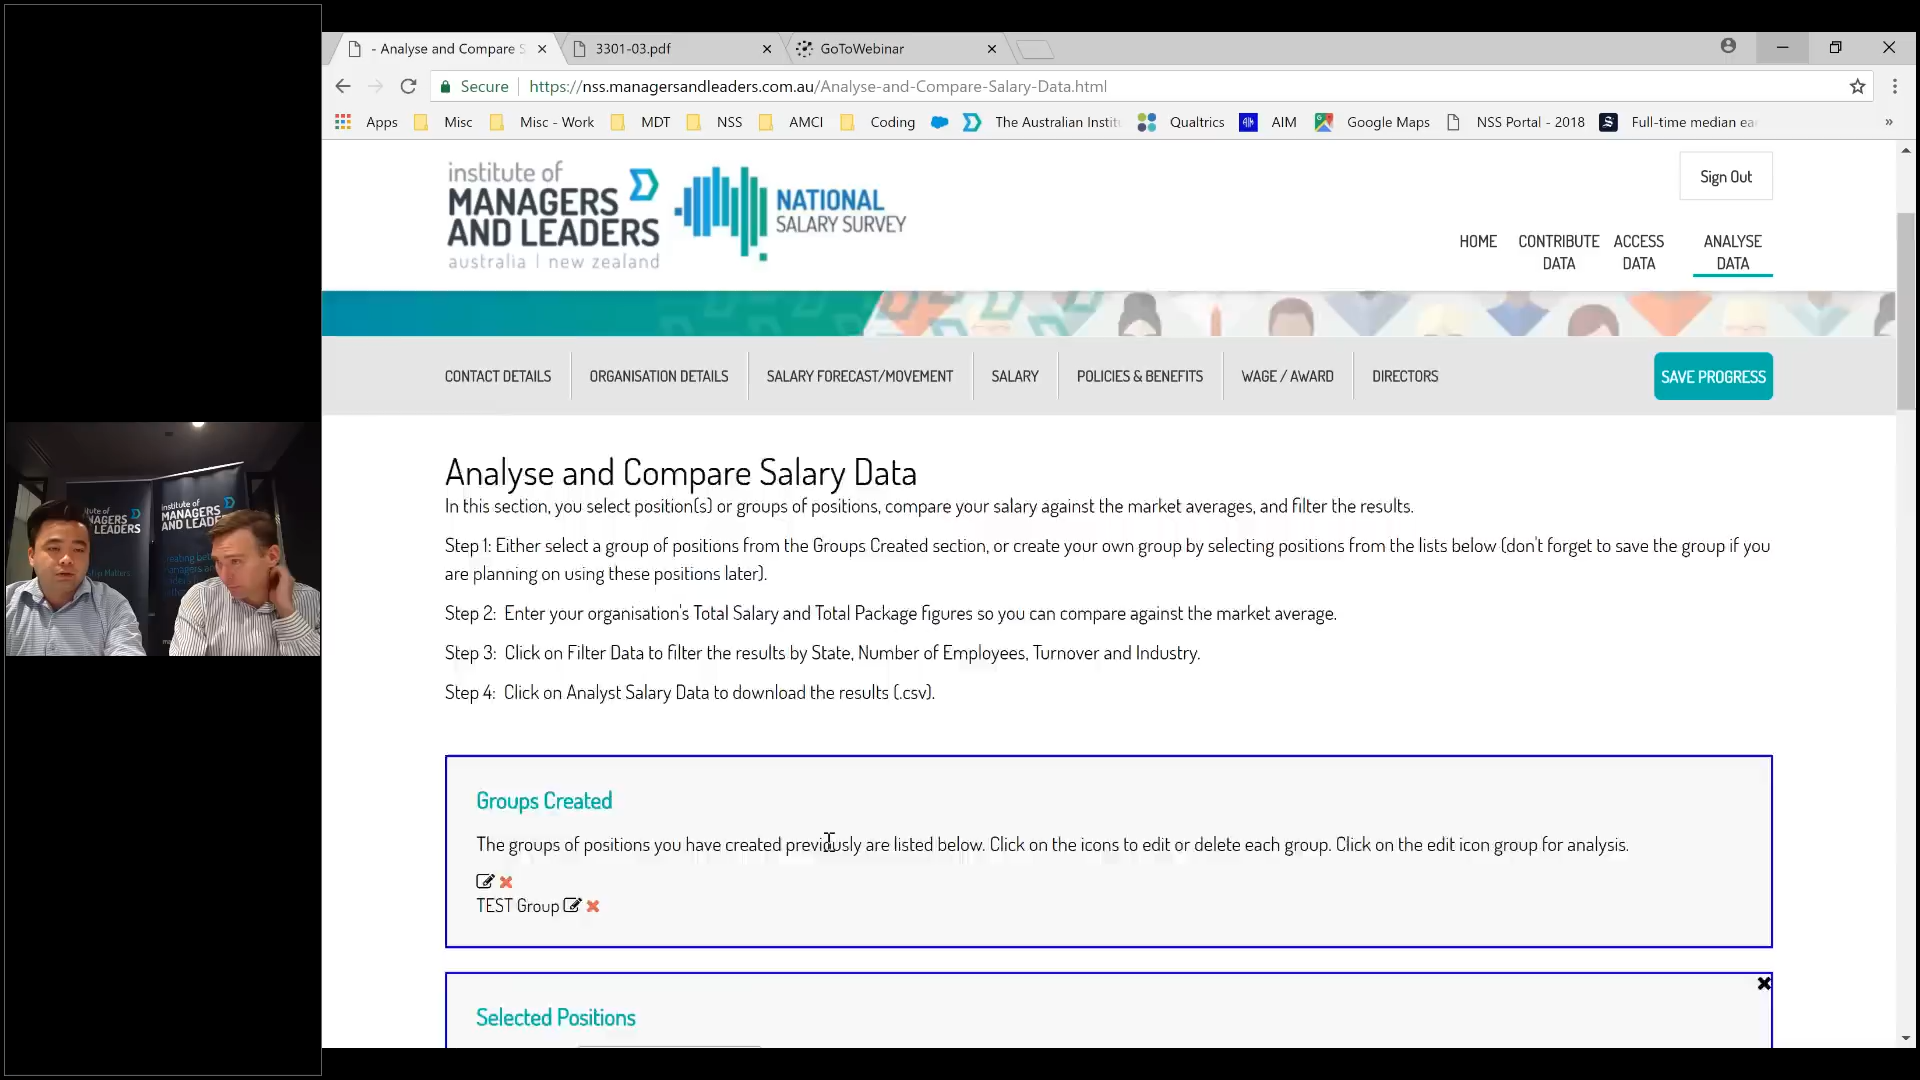 - Analyse and Compare S
3301-03.pdf
GoToWebinar
Secure
https://nss.managersandleaders.com.au/Analyse-and-Compare-Salary-Data.html
Apps Misc Misc - Work MDT NSS AMCI Coding The Australian Instit Qualtrics AIM Google Maps NSS Portal - 2018 Full-time median ea »
institute of
MANAGERS
AND LEADERS
australia | new zealand
NATIONAL
SALARY SURVEY
Sign Out
HOME
CONTRIBUTE
DATA
ACCESS
DATA
ANALYSE
DATA
CONTACT DETAILS ORGANISATION DETAILS SALARY FORECAST/MOVEMENT SALARY POLICIES & BENEFITS WAGE / AWARD DIRECTORS SAVE PROGRESS
Analyse and Compare Salary Data
In this section, you select position(s) or groups of positions, compare your salary against the market averages, and filter the results.
Step 1: Either select a group of positions from the Groups Created section, or create your own group by selecting positions from the lists below (don't forget to save the group if you
are planning on using these positions later).
Step 2: Enter your organisation's Total Salary and Total Package figures so you can compare against the market average.
Step 3: Click on Filter Data to filter the results by State, Number of Employees, Turnover and Industry.
Step 4: Click on Analyst Salary Data to download the results (.csv).
Groups Created
The groups of positions you have created previously are listed below. Click on the icons to edit or delete each group. Click on the edit icon group for analysis.
TEST Group
Selected Positions
MANAGERS
LEADERS
institute of
MANAGERS
AND LEADERS